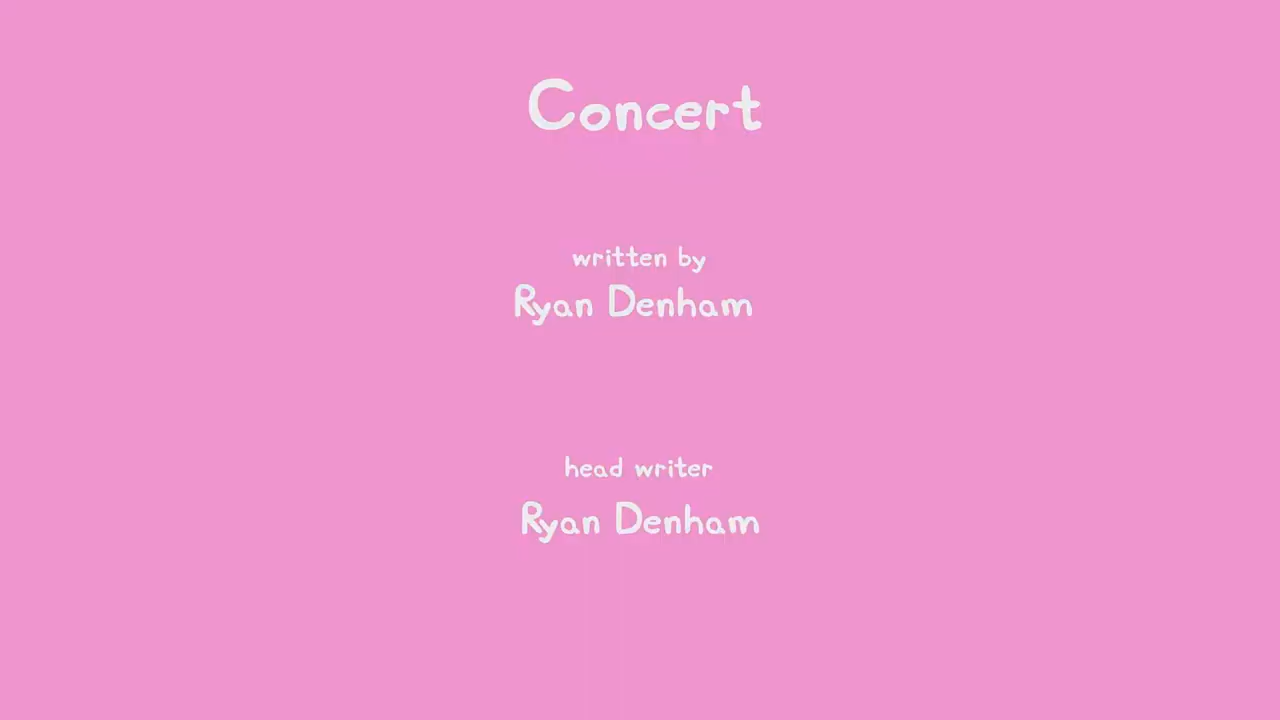 Concert
written by
Ryan Denham
head writer
Ryan Denham